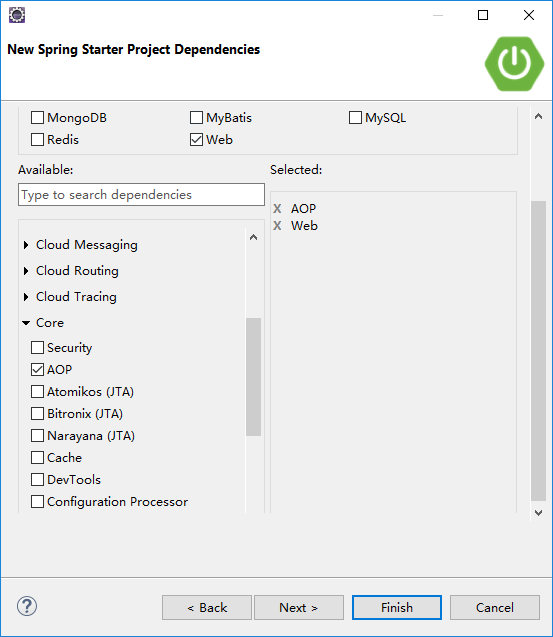 New Spring Starter Project Dependencies
MongoDB MyBatis MySQL
Redis Web
Available: Selected:
Type to search dependencies
X AOP
X Web
Cloud Messaging
Cloud Routing
Cloud Tracing
Core
Security
AOP
Atomikos (JTA)
Bitronix (JTA)
Narayana (JTA)
Cache
DevTools
Configuration Processor
? < Back Next > Finish Cancel